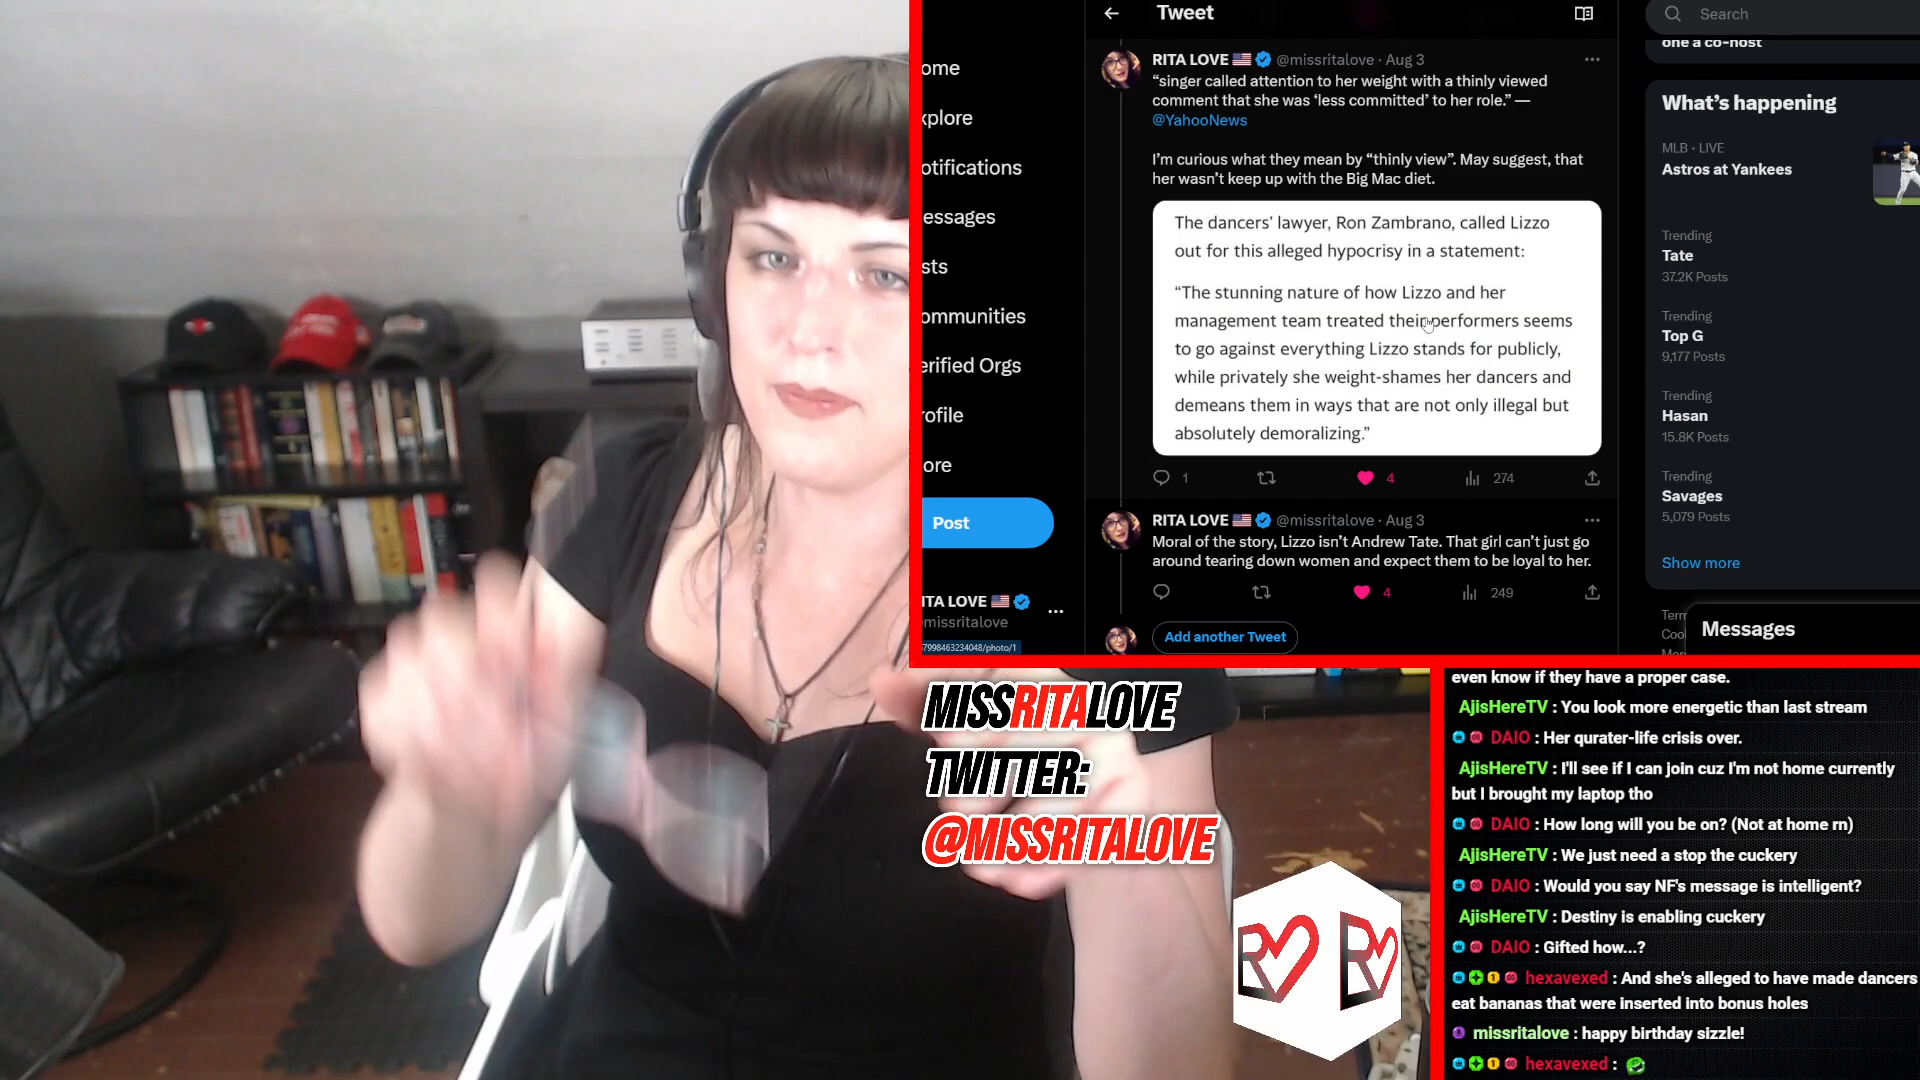 Tweet
RITA LOVE @missritalove · Aug 3
“singer called attention to her weight with a thinly viewed
comment that she was ‘less committed’ to her role.” —
@YahooNews
I’m curious what they mean by “thinly view”. May suggest, that
her wasn’t keep up with the Big Mac diet.
The dancers’ lawyer, Ron Zambrano, called Lizzo
out for this alleged hypocrisy in a statement:
“The stunning nature of how Lizzo and her
management team treated their performers seems
to go against everything Lizzo stands for publicly,
while privately she weight-shames her dancers and
demeans them in ways that are not only illegal but
absolutely demoralizing.”
1
4
274
RITA LOVE @missritalove · Aug 3
Moral of the story, Lizzo isn’t Andrew Tate. That girl can’t just go
around tearing down women and expect them to be loyal to her.
4
249
Add another Tweet
ome
xplore
otifications
essages
sts
ommunities
erified Orgs
rofile
ore
Post
ITA LOVE
missritalove
57998463234048/photo/1
Search
one a co-host
What’s happening
MLB · LIVE
Astros at Yankees
Trending
Tate
37.2K Posts
Trending
Top G
9,177 Posts
Trending
Hasan
15.8K Posts
Trending
Savages
5,079 Posts
Show more
Term
Cool
Messages
MISSRITALOVE
TWITTER:
@MISSRITALOVE
even know if they have a proper case.
AjisHereTV : You look more energetic than last stream
DAIO : Her qurater-life crisis over.
AjisHereTV : I'll see if I can join cuz I'm not home currently
but I brought my laptop tho
DAIO : How long will you be on? (Not at home rn)
AjisHereTV : We just need a stop the cuckery
DAIO : Would you say NF's message is intelligent?
AjisHereTV : Destiny is enabling cuckery
DAIO : Gifted how...?
hexavexed : And she's alleged to have made dancers
eat bananas that were inserted into bonus holes
missritalove : happy birthday sizzle!
hexavexed :